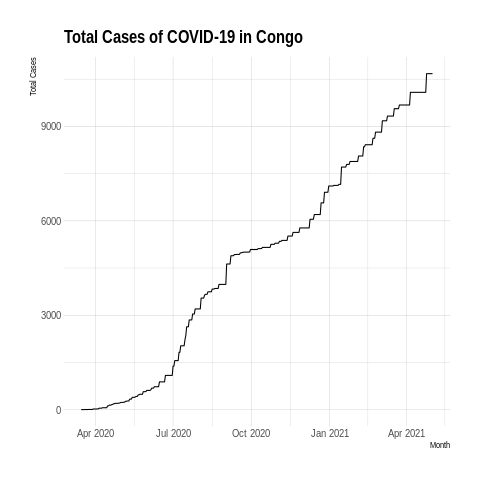 Total Cases of COVID-19 in Congo
Total Cases
9000
6000
3000
0
Apr 2020 Jul 2020 Oct 2020 Jan 2021 Apr 2021
Month